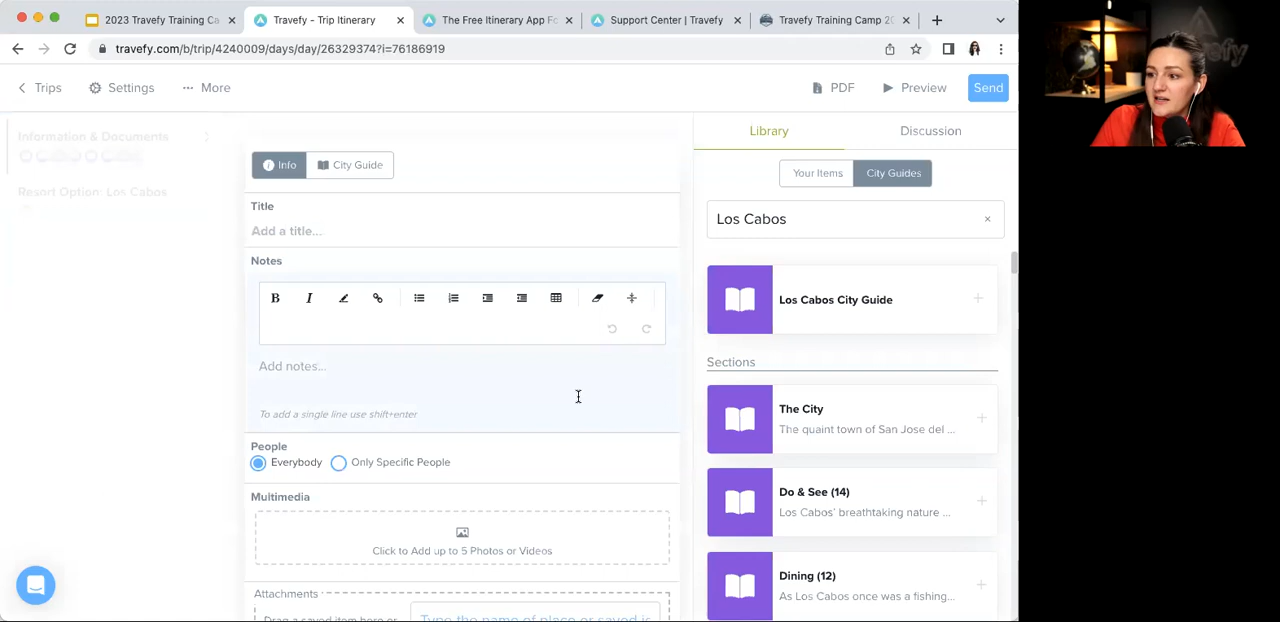 2023 Travefy Training Ca
Travefy - Trip Itinerary
The Free Itinerary App Fo
Support Center | Travefy
Travefy Training Camp 2
travefy.com/b/trip/4240009/days/day/26329374?i=76186919
Trips
Settings
More
PDF
Preview
Send
Information & Documents
Resort Option: Los Cabos
Info
City Guide
Title
Add a title...
Notes
B I
Add notes...
To add a single line use shift+enter
People
Everybody
Only Specific People
Multimedia
Click to Add up to 5 Photos or Videos
Attachments
Drag a saved item here or
Type the name of place or saved is
Library
Discussion
Your Items
City Guides
Los Cabos
Los Cabos City Guide
Sections
The City
The quaint town of San Jose del ...
Do & See (14)
Los Cabos' breathtaking nature ...
Dining (12)
As Los Cabos once was a fishing...